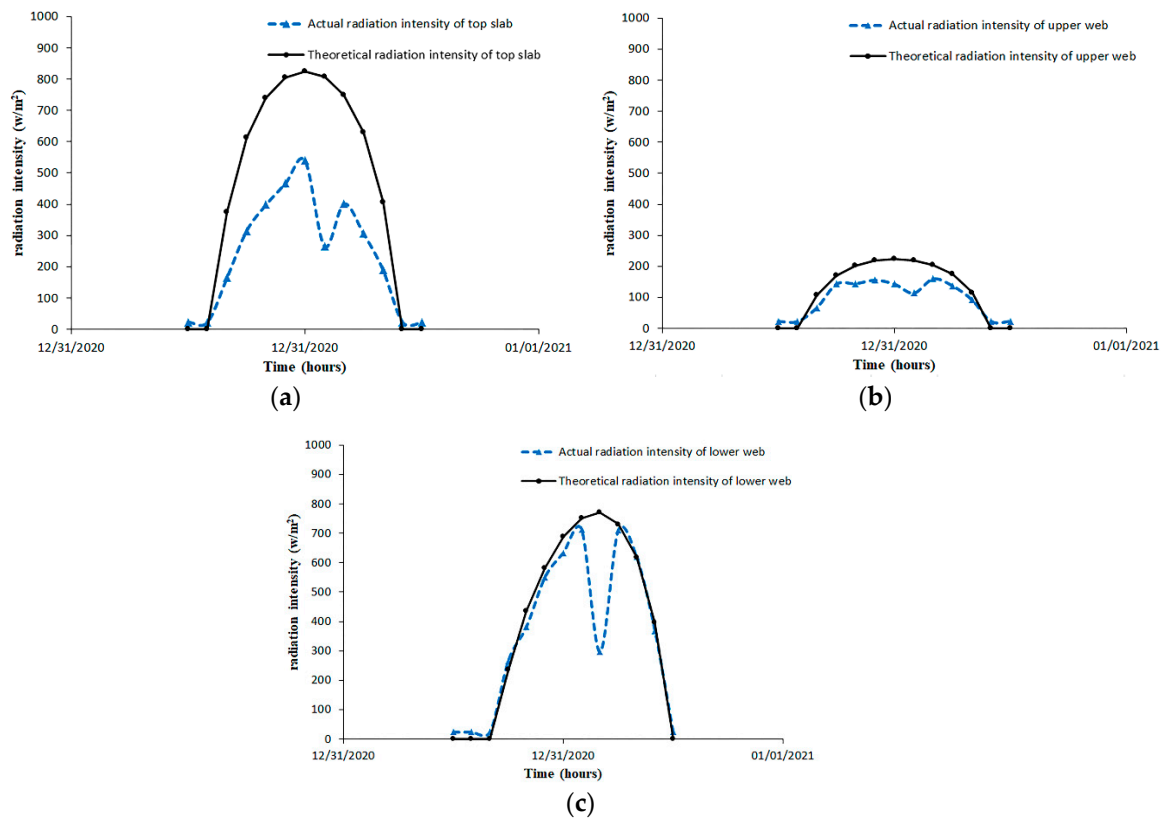 Actual radiation intensity of top slab
Theoretical radiation intensity of top slab
radiation intensity (w/m²)
1000
900
800
700
600
500
400
300
200
100
0
12/31/2020 12/31/2020 01/01/2021
Time (hours)
(a)
Actual radiation intensity of upper web
Theoretical radiation intensity of upper web
radiation intensity (w/m²)
1000
900
800
700
600
500
400
300
200
100
0
12/31/2020 12/31/2020 01/01/2021
Time (hours)
(b)
Actual radiation intensity of lower web
Theoretical radiation intensity of lower web
radiation intensity (w/m²)
1000
900
800
700
600
500
400
300
200
100
0
12/31/2020 12/31/2020 01/01/2021
Time (hours)
(c)